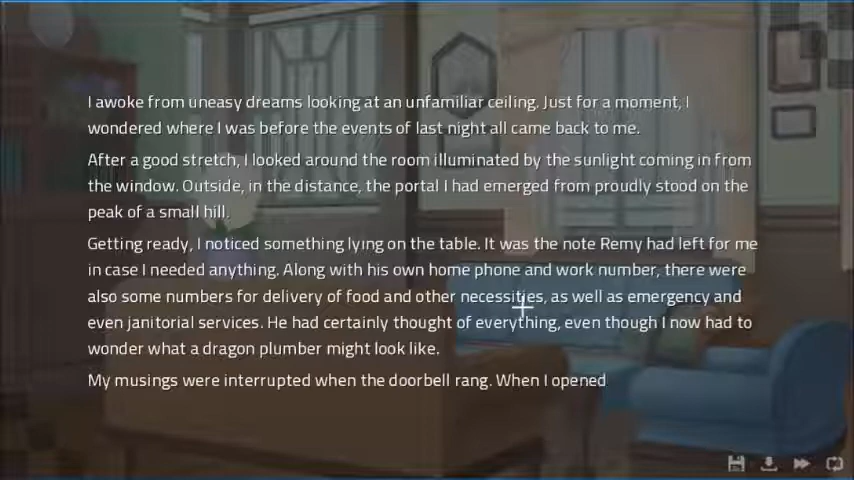 I awoke from uneasy dreams looking at an unfamiliar ceiling. Just for a moment, I
wondered where I was before the events of last night all came back to me.
After a good stretch, I looked around the room illuminated by the sunlight coming in from
the window. Outside, in the distance, the portal I had emerged from proudly stood on the
peak of a small hill.
Getting ready, I noticed something lying on the table. It was the note Remy had left for me
in case I needed anything. Along with his own home phone and work number, there were
also some numbers for delivery of food and other necessities, as well as emergency and
even janitorial services. He had certainly thought of everything, even though I now had to
wonder what a dragon plumber might look like.
My musings were interrupted when the doorbell rang. When I opened